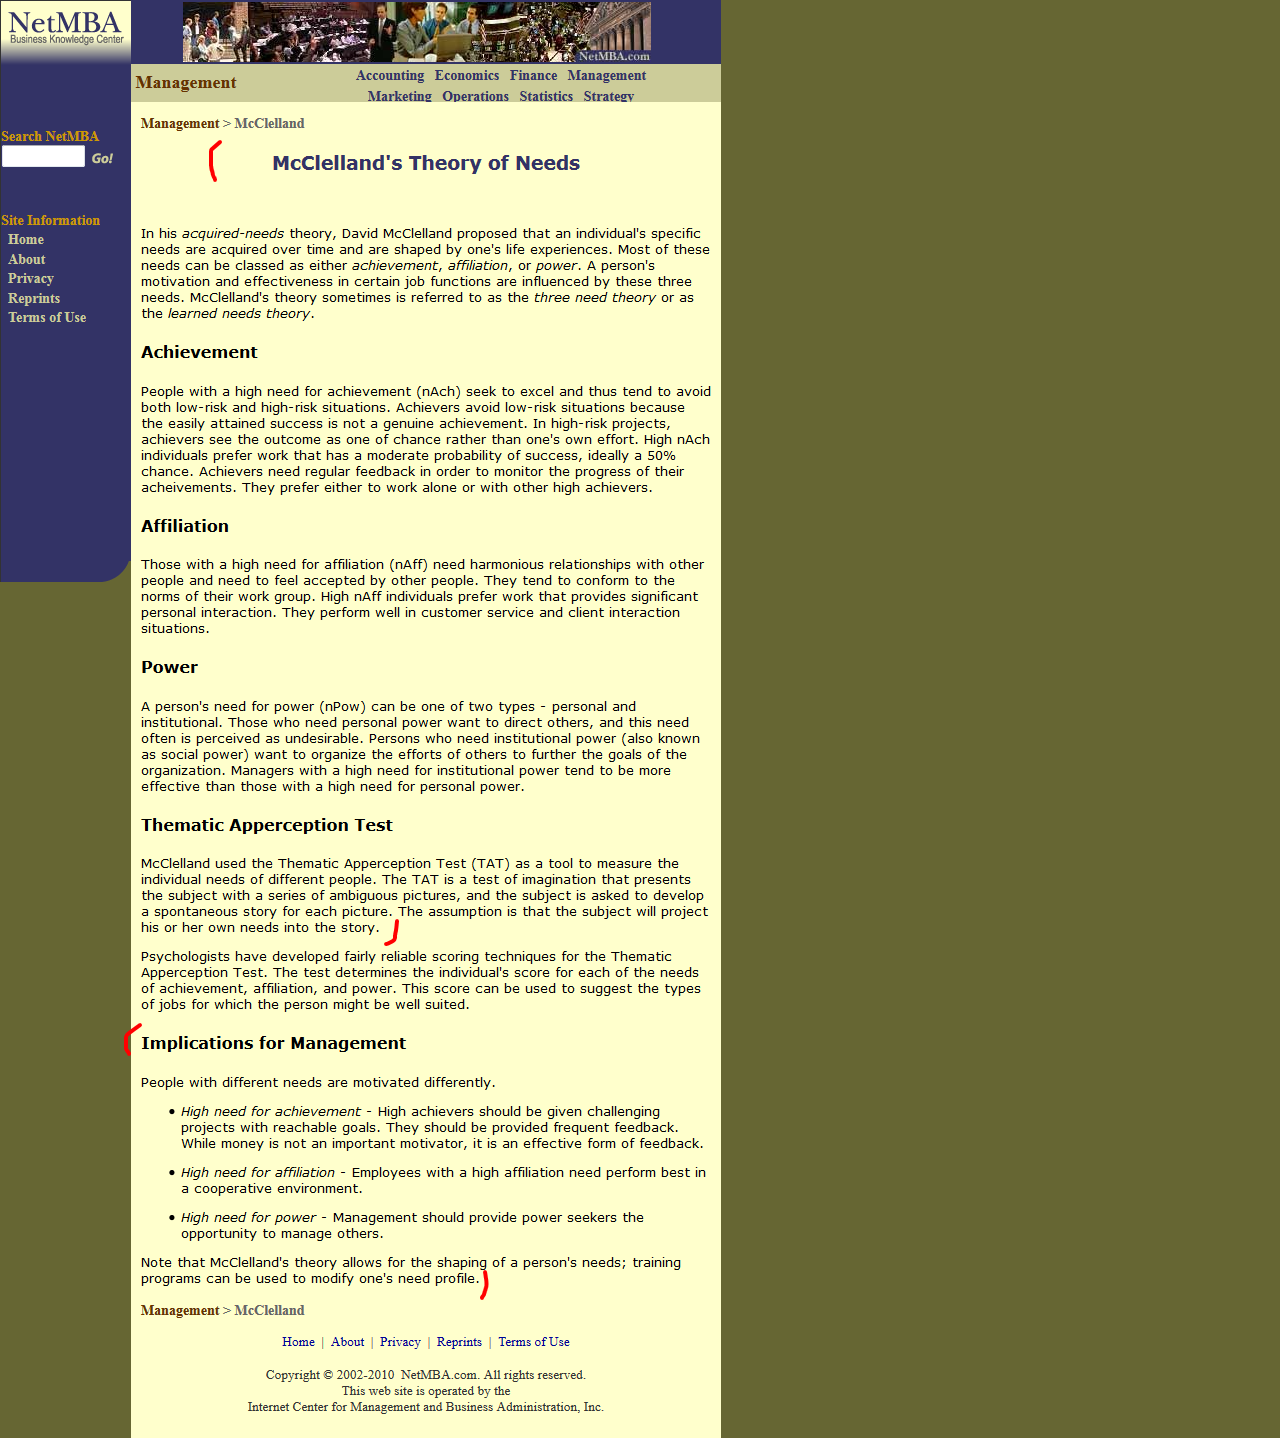 NetMBA
Business Knowledge Center
NetMBA.com
Management
Accounting Economics Finance Management
Marketing Operations Statistics Strategy
Search NetMBA
Go!
Site Information
Home
About
Privacy
Reprints
Terms of Use
Management > McClelland
McClelland's Theory of Needs
In his acquired-needs theory, David McClelland proposed that an individual's specific
needs are acquired over time and are shaped by one's life experiences. Most of these
needs can be classed as either achievement, affiliation, or power. A person's
motivation and effectiveness in certain job functions are influenced by these three
needs. McClelland's theory sometimes is referred to as the three need theory or as
the learned needs theory.
Achievement
People with a high need for achievement (nAch) seek to excel and thus tend to avoid
both low-risk and high-risk situations. Achievers avoid low-risk situations because
the easily attained success is not a genuine achievement. In high-risk projects,
achievers see the outcome as one of chance rather than one's own effort. High nAch
individuals prefer work that has a moderate probability of success, ideally a 50%
chance. Achievers need regular feedback in order to monitor the progress of their
acheivements. They prefer either to work alone or with other high achievers.
Affiliation
Those with a high need for affiliation (nAff) need harmonious relationships with other
people and need to feel accepted by other people. They tend to conform to the
norms of their work group. High nAff individuals prefer work that provides significant
personal interaction. They perform well in customer service and client interaction
situations.
Power
A person's need for power (nPow) can be one of two types - personal and
institutional. Those who need personal power want to direct others, and this need
often is perceived as undesirable. Persons who need institutional power (also known
as social power) want to organize the efforts of others to further the goals of the
organization. Managers with a high need for institutional power tend to be more
effective than those with a high need for personal power.
Thematic Apperception Test
McClelland used the Thematic Apperception Test (TAT) as a tool to measure the
individual needs of different people. The TAT is a test of imagination that presents
the subject with a series of ambiguous pictures, and the subject is asked to develop
a spontaneous story for each picture. The assumption is that the subject will project
his or her own needs into the story.
Psychologists have developed fairly reliable scoring techniques for the Thematic
Apperception Test. The test determines the individual's score for each of the needs
of achievement, affiliation, and power. This score can be used to suggest the types
of jobs for which the person might be well suited.
Implications for Management
People with different needs are motivated differently.
• High need for achievement - High achievers should be given challenging
projects with reachable goals. They should be provided frequent feedback.
While money is not an important motivator, it is an effective form of feedback.
• High need for affiliation - Employees with a high affiliation need perform best in
a cooperative environment.
• High need for power - Management should provide power seekers the
opportunity to manage others.
Note that McClelland's theory allows for the shaping of a person's needs; training
programs can be used to modify one's need profile.
Management > McClelland
Home | About | Privacy | Reprints | Terms of Use
Copyright © 2002-2010 NetMBA.com. All rights reserved.
This web site is operated by the
Internet Center for Management and Business Administration, Inc.